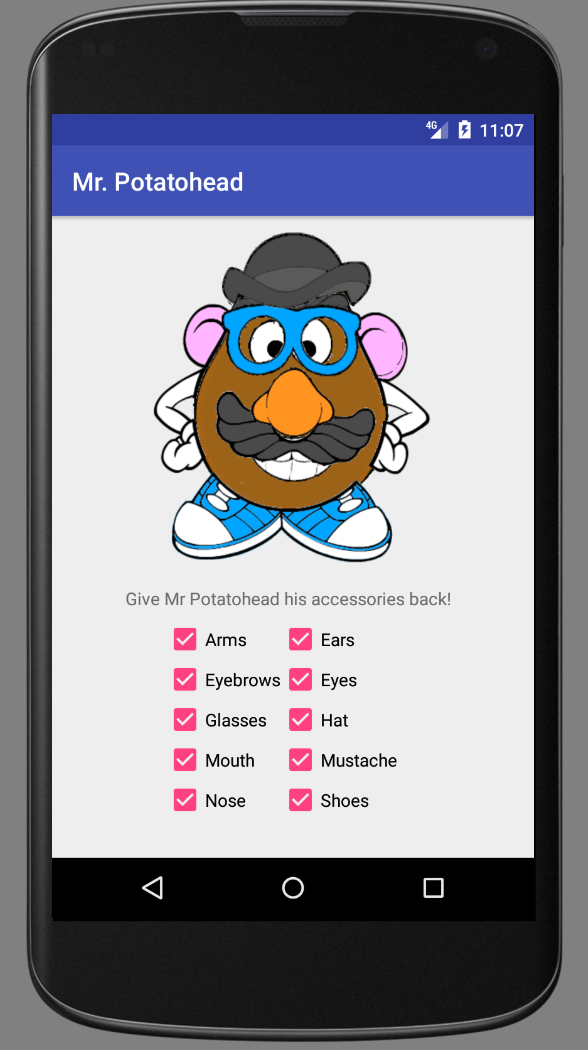 4G 11:07
Mr. Potatohead
Give Mr Potatohead his accessories back!
Arms Ears
Eyebrows Eyes
Glasses Hat
Mouth Mustache
Nose Shoes